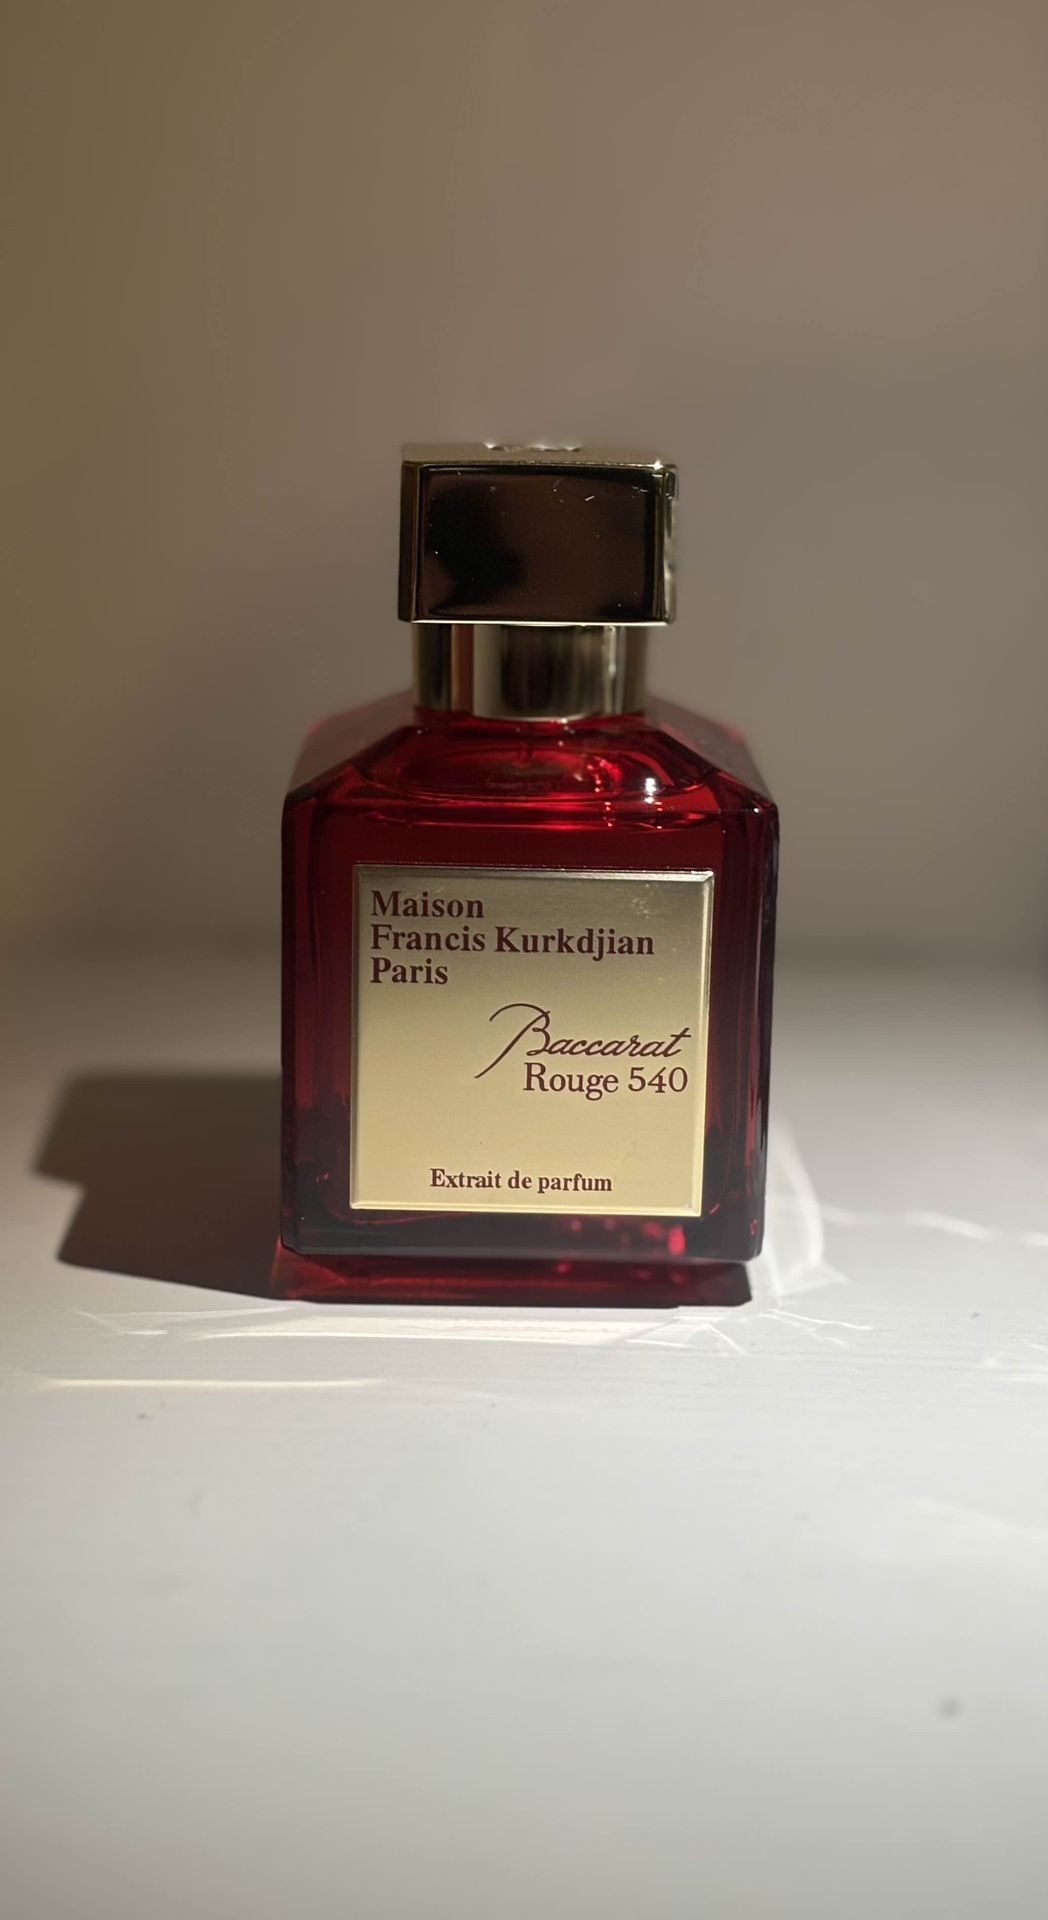 Maison
Francis Kurkdjian
Paris
Baccarat
Rouge 540
Extrait de parfum